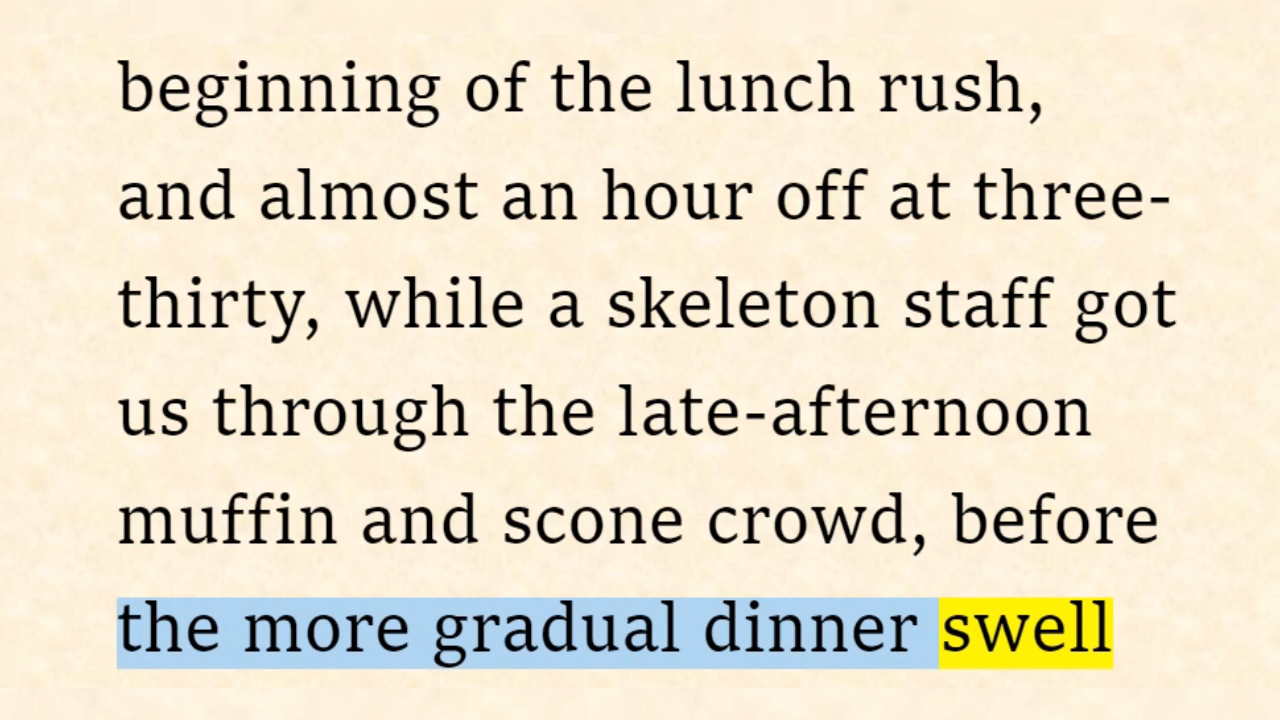 beginning of the lunch rush,
and almost an hour off at three-
thirty, while a skeleton staff got
us through the late-afternoon
muffin and scone crowd, before
the more gradual dinner swell